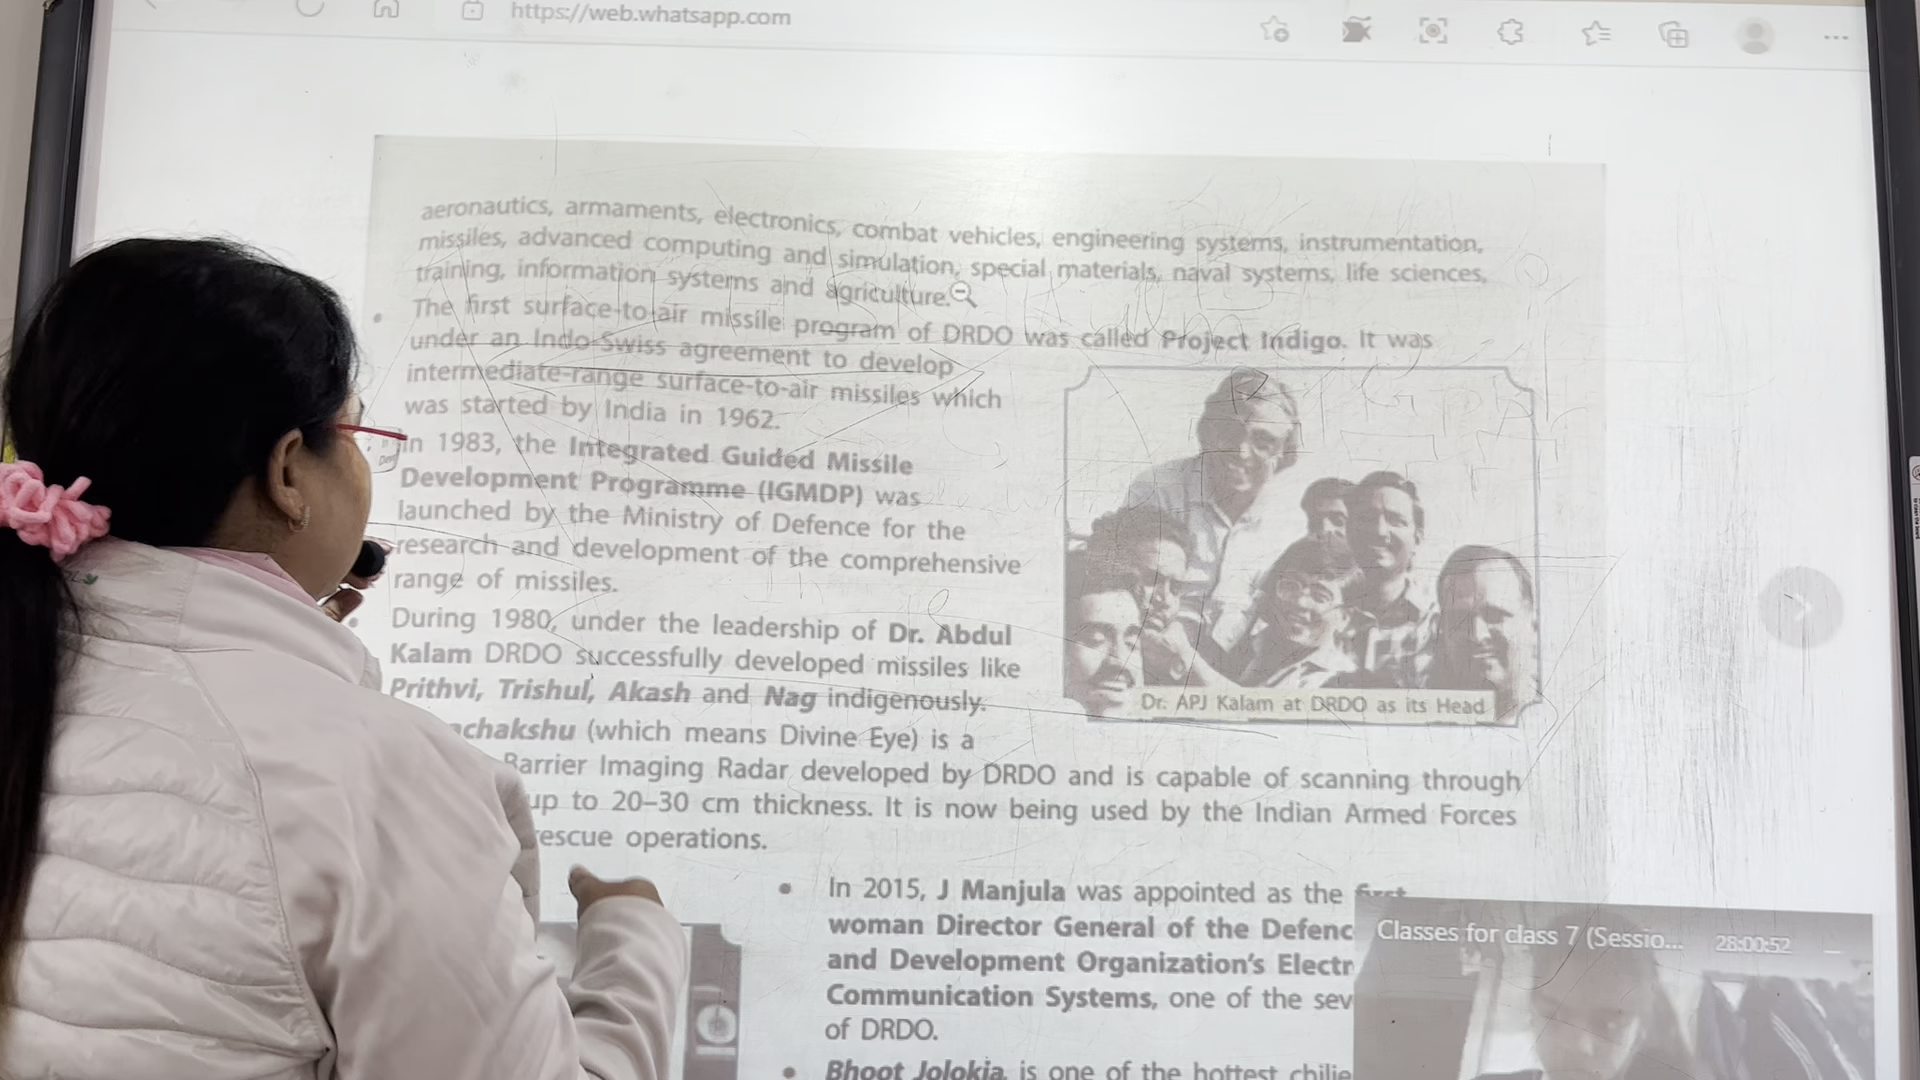 https://web.whatsapp.com
aeronautics, armaments, electronics, combat vehicles, engineering systems, instrumentation,
missiles, advanced computing and simulation, special materials, naval systems, life sciences,
training, information systems and agriculture.
• The first surface-to-air missile program of DRDO was called Project Indigo. It was
under an Indo-Swiss agreement to develop
intermediate-range surface-to-air missiles which
was started by India in 1962.
In 1983, the Integrated Guided Missile
Development Programme (IGMDP) was
launched by the Ministry of Defence for the
research and development of the comprehensive
range of missiles.
• During 1980, under the leadership of Dr. Abdul
Kalam DRDO successfully developed missiles like
Prithvi, Trishul, Akash and Nag indigenously.
achakshu (which means Divine Eye) is a
Barrier Imaging Radar developed by DRDO and is capable of scanning through
up to 20–30 cm thickness. It is now being used by the Indian Armed Forces
rescue operations.
Dr. APJ Kalam at DRDO as its Head
• In 2015, J Manjula was appointed as the first
woman Director General of the Defenc
and Development Organization's Electr
Communication Systems, one of the sev
of DRDO.
• Bhoot Jolokia is one of the hottest chilie
Classes for class 7 (Sessio... 28:00:52